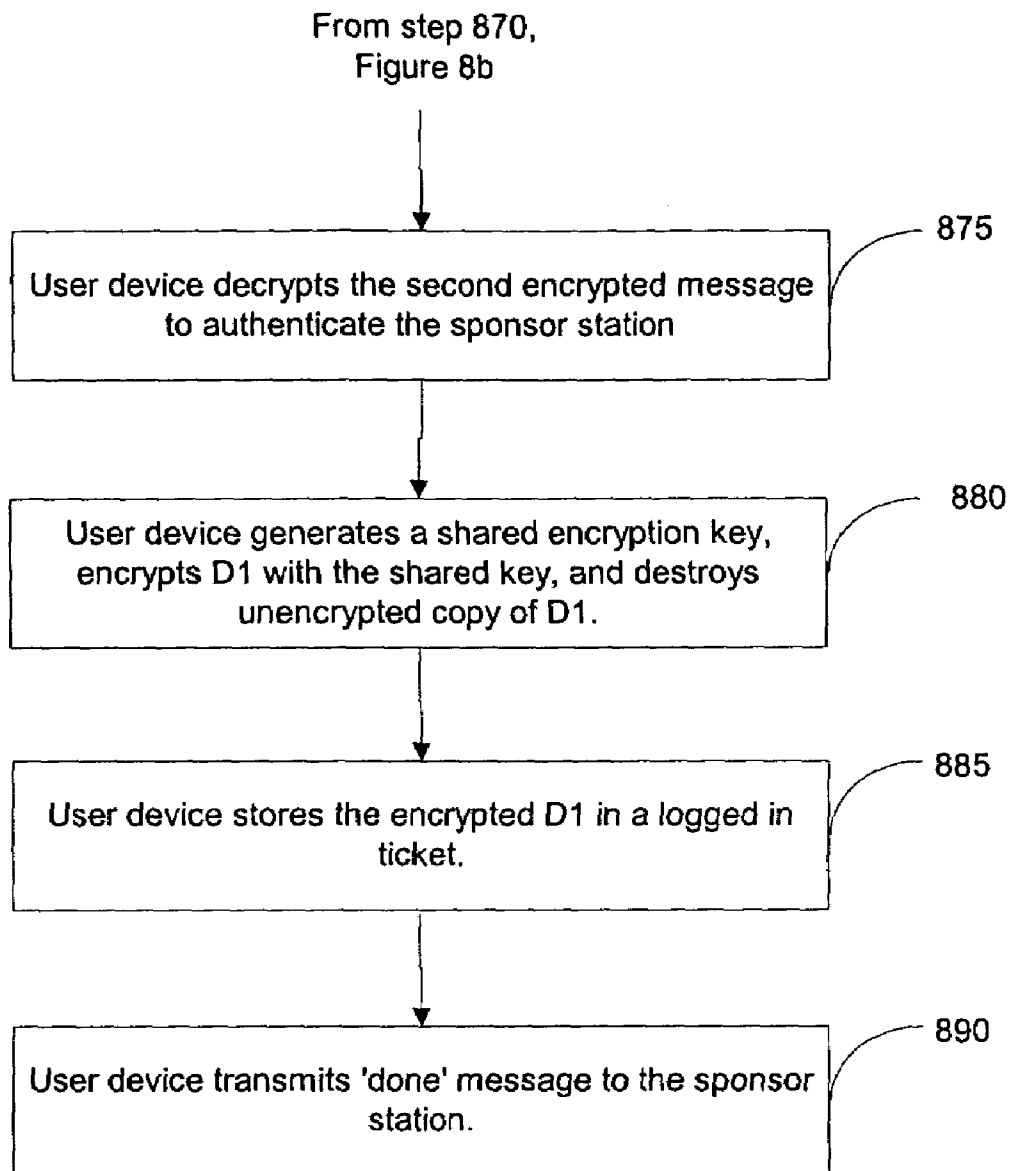 From step 870,
Figure 8b
875
User device decrypts the second encrypted message
to authenticate the sponsor station
880
User device generates a shared encryption key,
encrypts D1 with the shared key, and destroys
unencrypted copy of D1.
885
User device stores the encrypted D1 in a logged in
ticket.
890
User device transmits 'done' message to the sponsor
station.